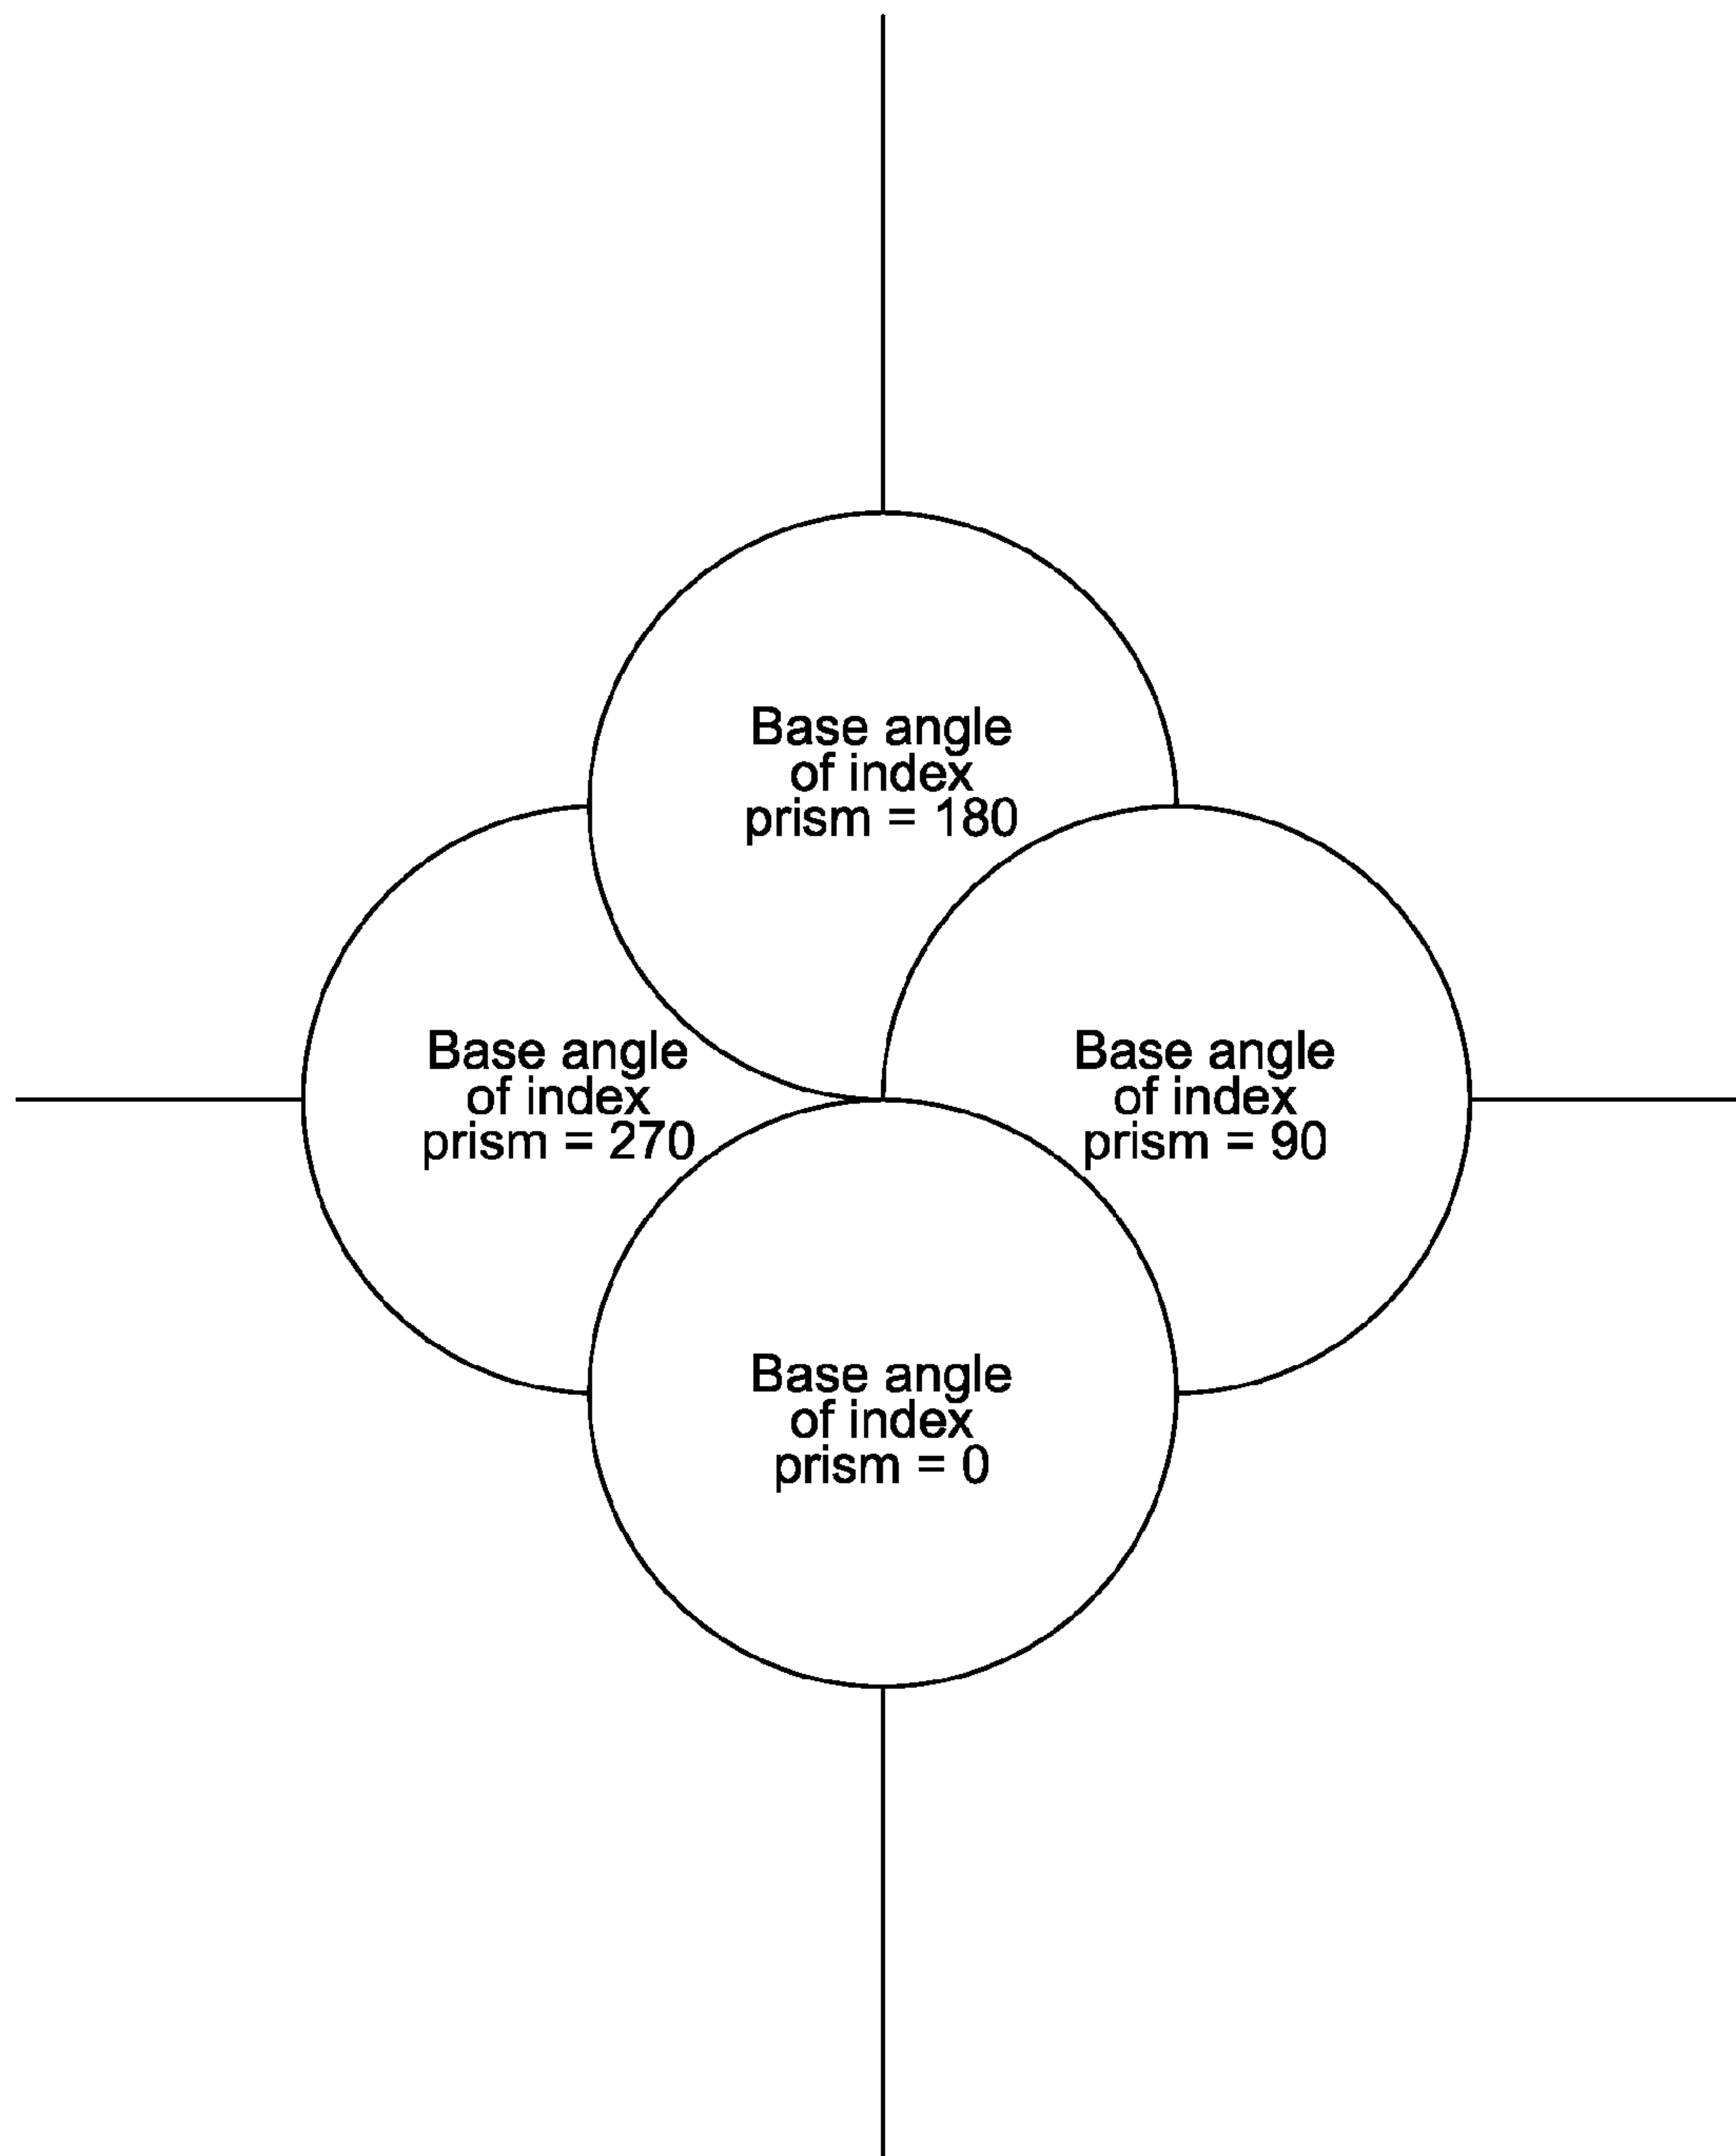 Base angle
of index
prism = 180
Base angle
of index
prism = 270
Base angle
of index
prism = 90
Base angle
of index
prism = 0